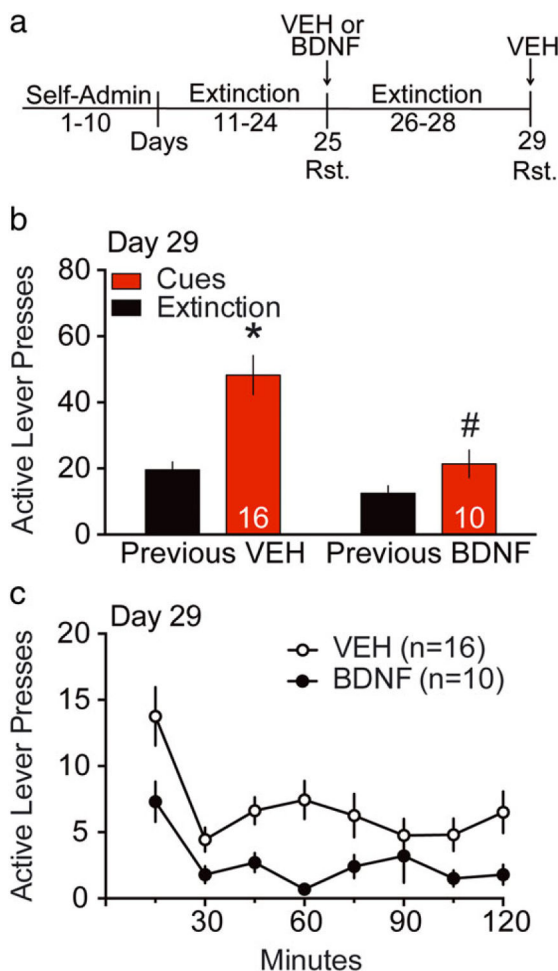 a
VEH or
BDNF
VEH
Self-Admin
Extinction
Extinction
1-10
11-24
26-28
Days
25
29
Rst.
Rst.
b
Day 29
Cues
Extinction
Active Lever Presses
80
60
40
20
0
*
#
16
10
Previous VEH
Previous BDNF
c
Day 29
VEH (n=16)
BDNF (n=10)
Active Lever Presses
20
15
10
5
0
30
60
90
120
Minutes